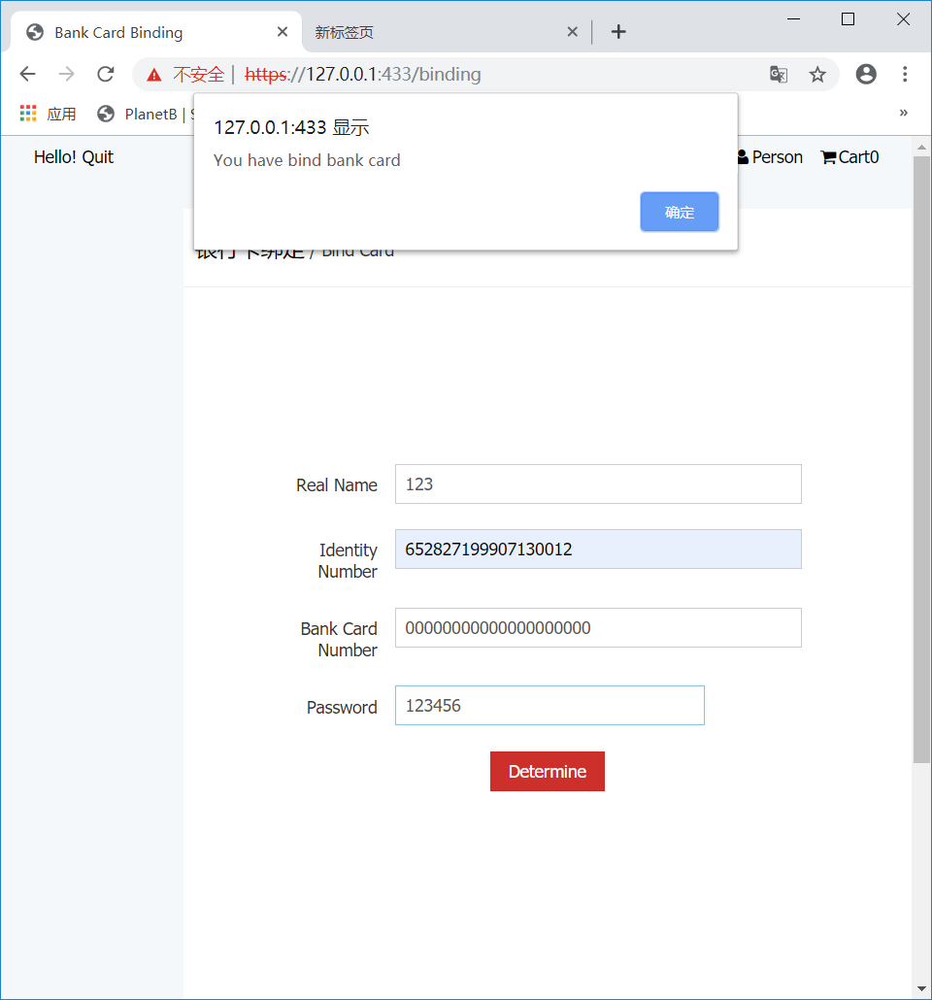 Bank Card Binding
新标签页
不安全 | https://127.0.0.1:433/binding
应用 PlanetB | S
127.0.0.1:433 显示
You have bind bank card
确定
Hello! Quit Person Cart0
银行卡绑定 / Bind Card
Real Name 123
Identity Number 652827199907130012
Bank Card Number 00000000000000000000
Password 123456
Determine